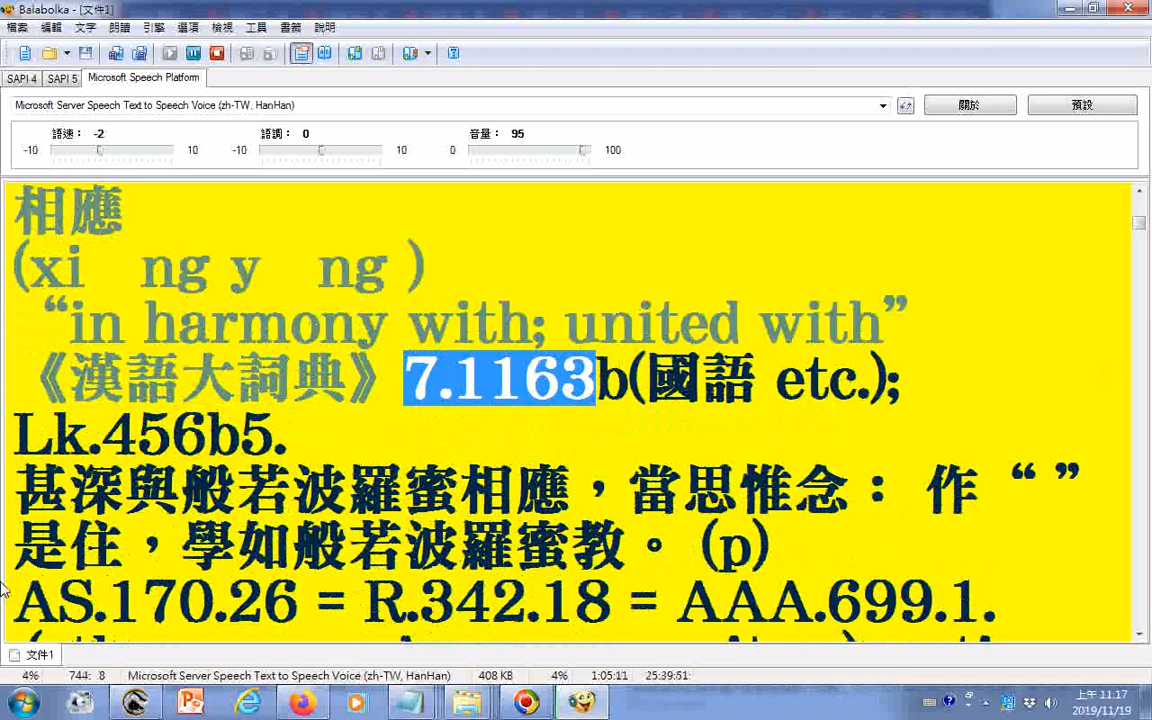 Balabolka - [文件1]
檔案 編輯 文字 朗讀 引擎 選項 檢視 工具 書籤 說明
SAPI 4 SAPI 5 Microsoft Speech Platform
Microsoft Server Speech Text to Speech Voice (zh-TW, HanHan) 關於 預設
語速： -2 語調： 0 音量： 95
-10 10 -10 10 0 100
相應
(xi ng y ng )
“in harmony with; united with”
《漢語大詞典》 7.1163b(國語 etc.);
Lk.456b5.
甚深與般若波羅蜜相應，當思惟念： 作“ ”
是住，學如般若波羅蜜教。 (p)
AS.170.26 = R.342.18 = AAA.699.1.
文件1
4% 744: 8 Microsoft Server Speech Text to Speech Voice (zh-TW, HanHan) 408 KB 4% 1:05:11 25:39:51
上午 11:17
2019/11/19